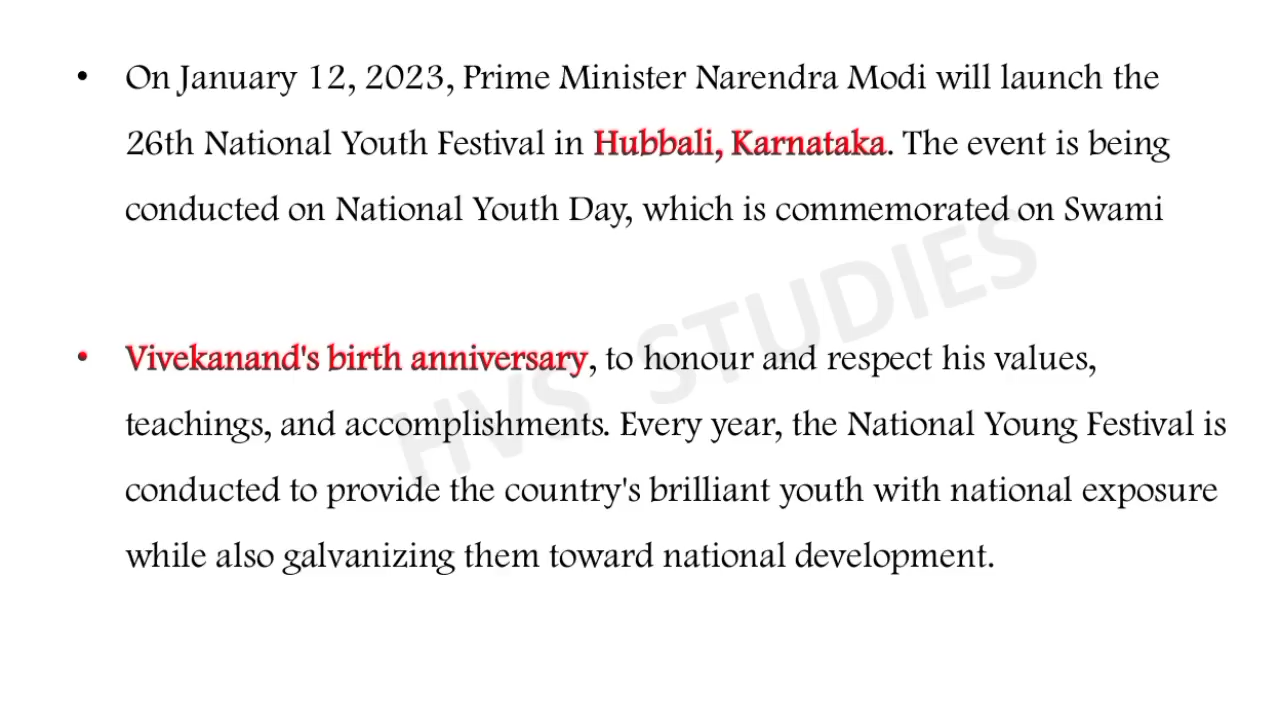 • On January 12, 2023, Prime Minister Narendra Modi will launch the
26th National Youth Festival in Hubbali, Karnataka. The event is being
conducted on National Youth Day, which is commemorated on Swami
HVS STUDIES
• Vivekanand's birth anniversary, to honour and respect his values,
teachings, and accomplishments. Every year, the National Young Festival is
conducted to provide the country's brilliant youth with national exposure
while also galvanizing them toward national development.